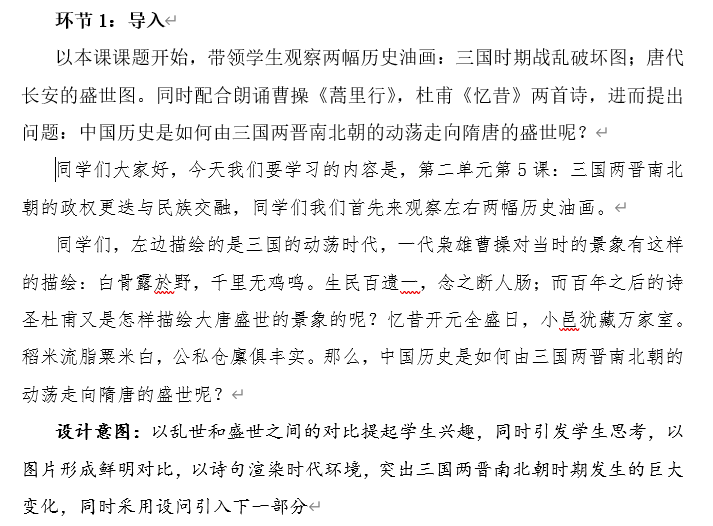 环节1：导入
以本课课题开始，带领学生观察两幅历史油画：三国时期战乱破坏图；唐代
长安的盛世图。同时配合朗诵曹操《蒿里行》，杜甫《忆昔》两首诗，进而提出
问题：中国历史是如何由三国两晋南北朝的动荡走向隋唐的盛世呢？
同学们大家好，今天我们要学习的内容是，第二单元第5课：三国两晋南北
朝的政权更迭与民族交融，同学们我们首先来观察左右两幅历史油画。
同学们，左边描绘的是三国的动荡时代，一代枭雄曹操对当时的景象有这样
的描绘：白骨露於野，千里无鸡鸣。生民百遗一，念之断人肠；而百年之后的诗
圣杜甫又是怎样描绘大唐盛世的景象的呢？忆昔开元全盛日，小邑犹藏万家室。
稻米流脂粟米白，公私仓廪俱丰实。那么，中国历史是如何由三国两晋南北朝的
动荡走向隋唐的盛世呢？
设计意图：以乱世和盛世之间的对比提起学生兴趣，同时引发学生思考，以
图片形成鲜明对比，以诗句渲染时代环境，突出三国两晋南北朝时期发生的巨大
变化，同时采用设问引入下一部分